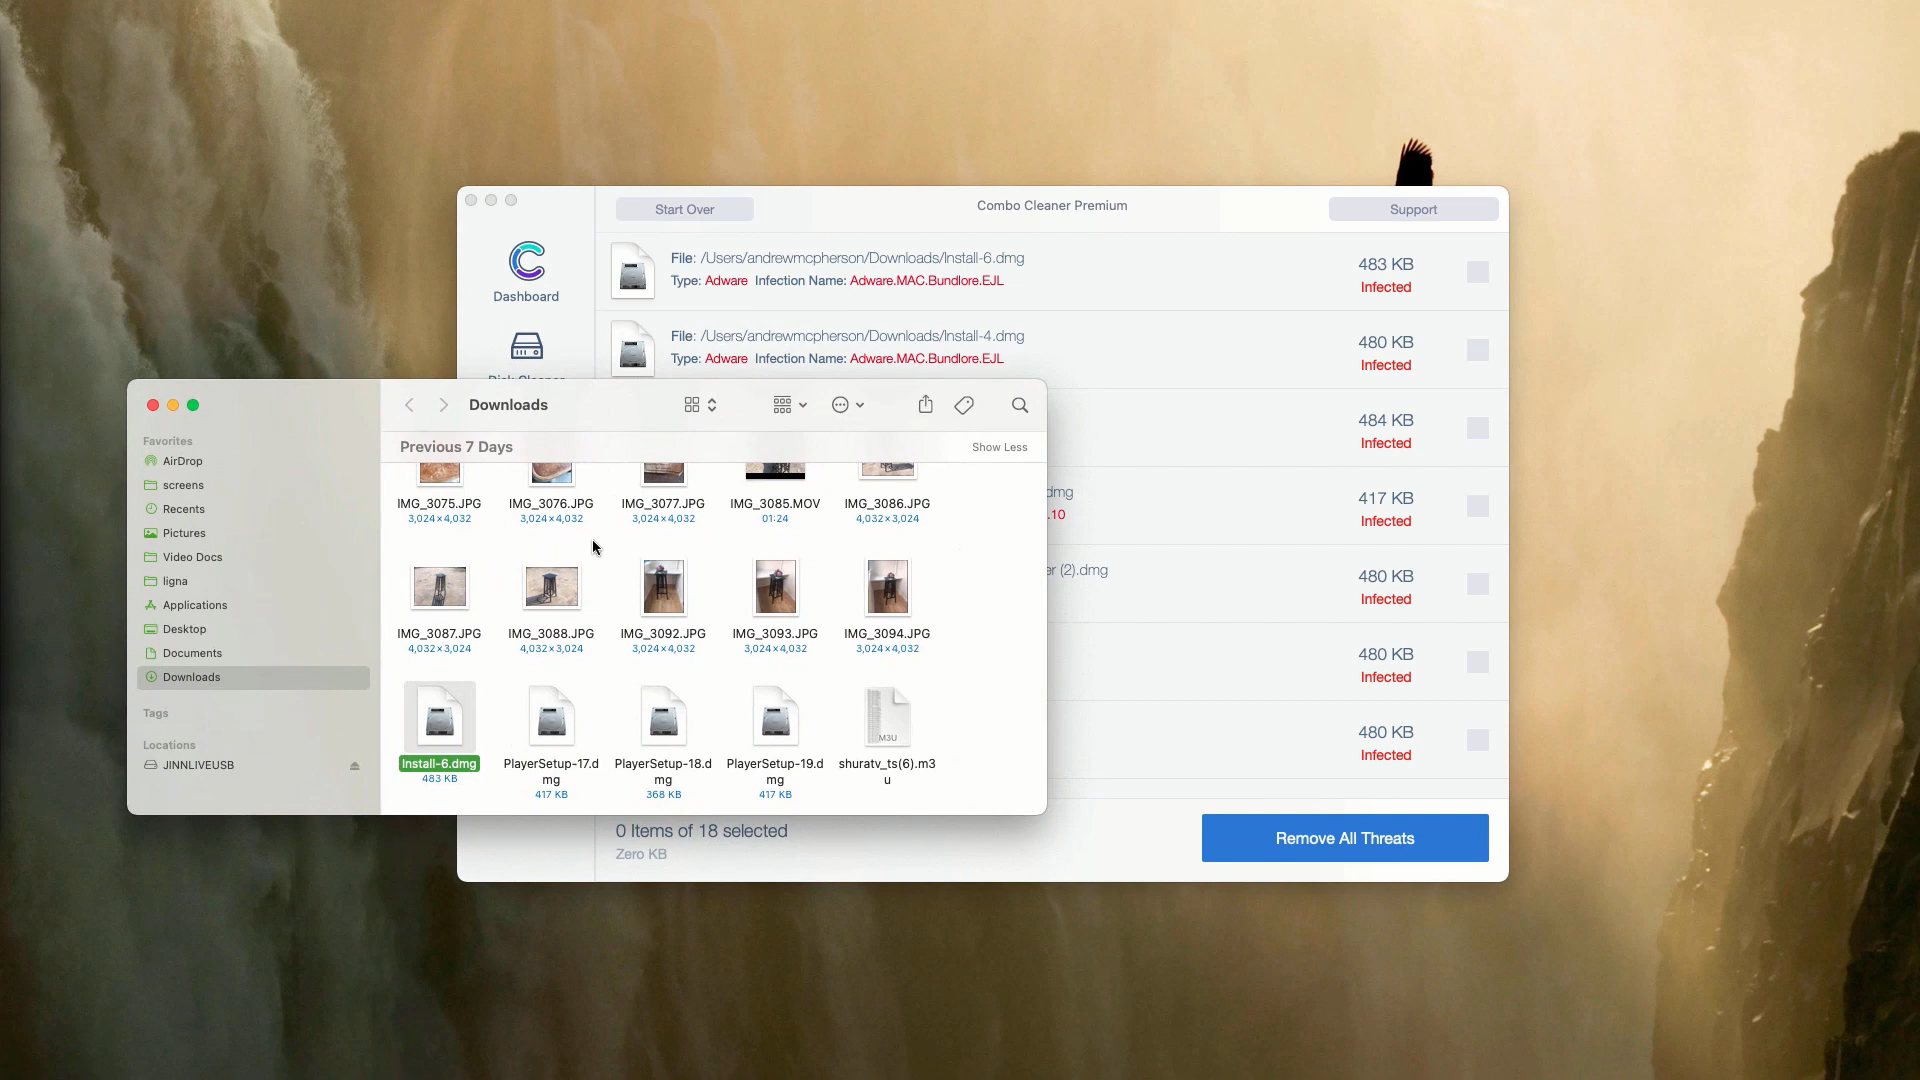 Start Over
Combo Cleaner Premium
Support
Dashboard
File: /Users/andrewmcpherson/Downloads/Install-6.dmg
Type: Adware Infection Name: Adware.MAC.Bundlore.EJL
483 KB
Infected
File: /Users/andrewmcpherson/Downloads/Install-4.dmg
Type: Adware Infection Name: Adware.MAC.Bundlore.EJL
480 KB
Infected
484 KB
Infected
dmg
.10
417 KB
Infected
er (2).dmg
480 KB
Infected
480 KB
Infected
480 KB
Infected
0 Items of 18 selected
Zero KB
Remove All Threats
Favorites
AirDrop
screens
Recents
Pictures
Video Docs
ligna
Applications
Desktop
Documents
Downloads
Tags
Locations
JINNLIVEUSB
Downloads
Previous 7 Days
Show Less
IMG_3075.JPG
3,024×4,032
IMG_3076.JPG
3,024×4,032
IMG_3077.JPG
3,024×4,032
IMG_3085.MOV
01:24
IMG_3086.JPG
4,032×3,024
IMG_3087.JPG
4,032×3,024
IMG_3088.JPG
4,032×3,024
IMG_3092.JPG
3,024×4,032
IMG_3093.JPG
3,024×4,032
IMG_3094.JPG
3,024×4,032
Install-6.dmg
483 KB
PlayerSetup-17.d
mg
417 KB
PlayerSetup-18.d
mg
368 KB
PlayerSetup-19.d
mg
417 KB
M3U
shuratv_ts(6).m3
u